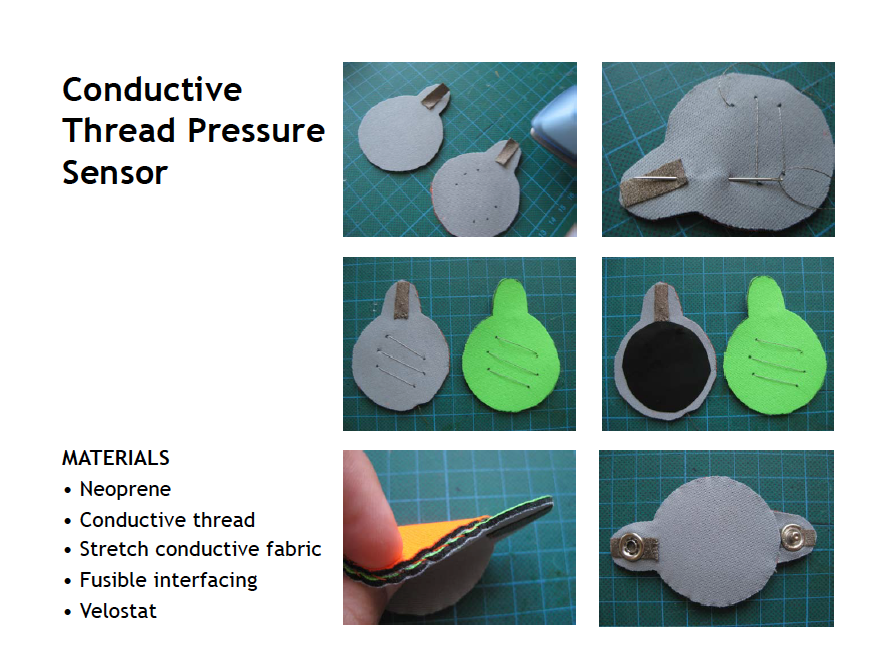 Conductive
Thread Pressure
Sensor
MATERIALS
• Neoprene
• Conductive thread
• Stretch conductive fabric
• Fusible interfacing
• Velostat